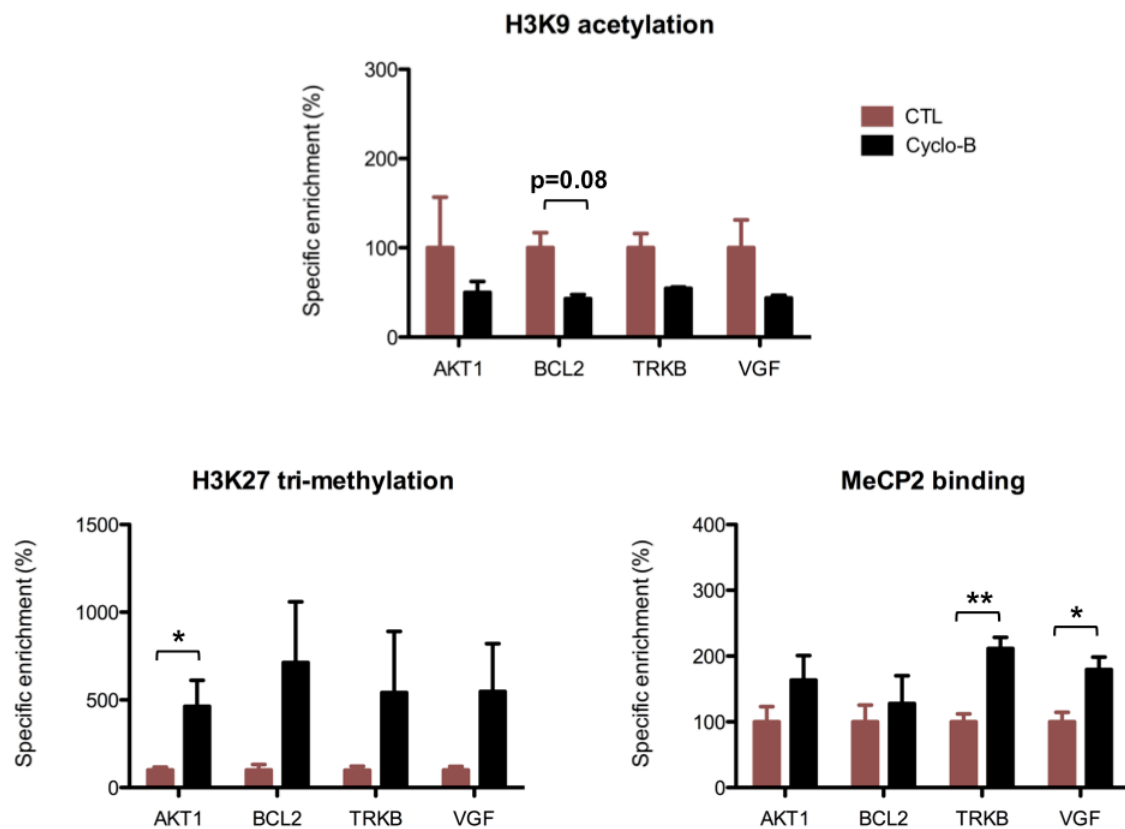 H3K9 acetylation
Specific enrichment (%)
300
200
100
0
p=0.08
CTL
Cyclo-B
AKT1 BCL2 TRKB VGF
H3K27 tri-methylation
Specific enrichment (%)
1500
1000
500
0
*
AKT1 BCL2 TRKB VGF
MeCP2 binding
Specific enrichment (%)
400
300
200
100
0
** *
AKT1 BCL2 TRKB VGF